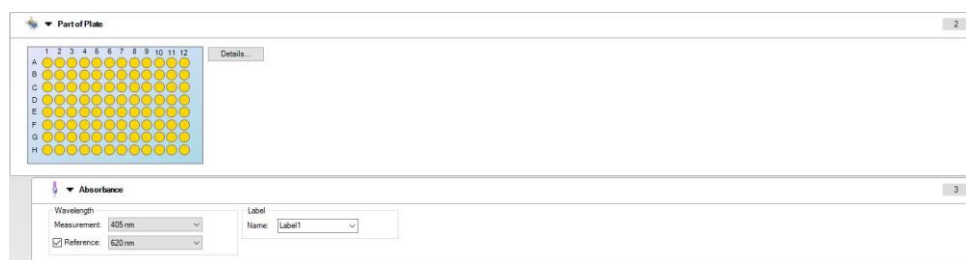 Part of Plate 2
1 2 3 4 5 6 7 8 9 10 11 12 Details...
A
B
C
D
E
F
G
H
Absorbance 3
Wavelength Label
Measurement: 405 nm Name: Label1
Reference: 620 nm